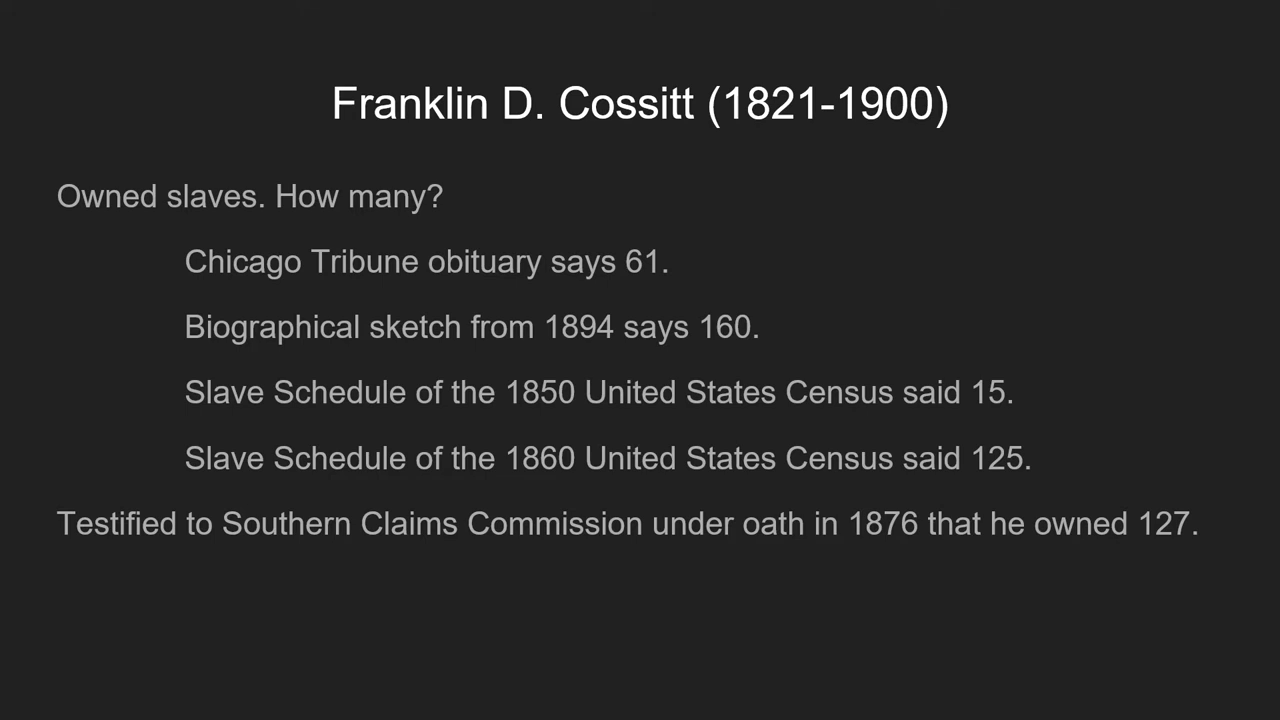 Franklin D. Cossitt (1821-1900)
Owned slaves. How many?
Chicago Tribune obituary says 61.
Biographical sketch from 1894 says 160.
Slave Schedule of the 1850 United States Census said 15.
Slave Schedule of the 1860 United States Census said 125.
Testified to Southern Claims Commission under oath in 1876 that he owned 127.